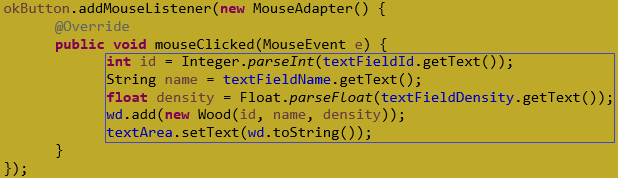 okButton.addMouseListener(new MouseAdapter() {
@Override
public void mouseClicked(MouseEvent e) {
int id = Integer.parseInt(textFieldId.getText());
String name = textFieldName.getText();
float density = Float.parseFloat(textFieldDensity.getText());
wd.add(new Wood(id, name, density));
textArea.setText(wd.toString());
}
});